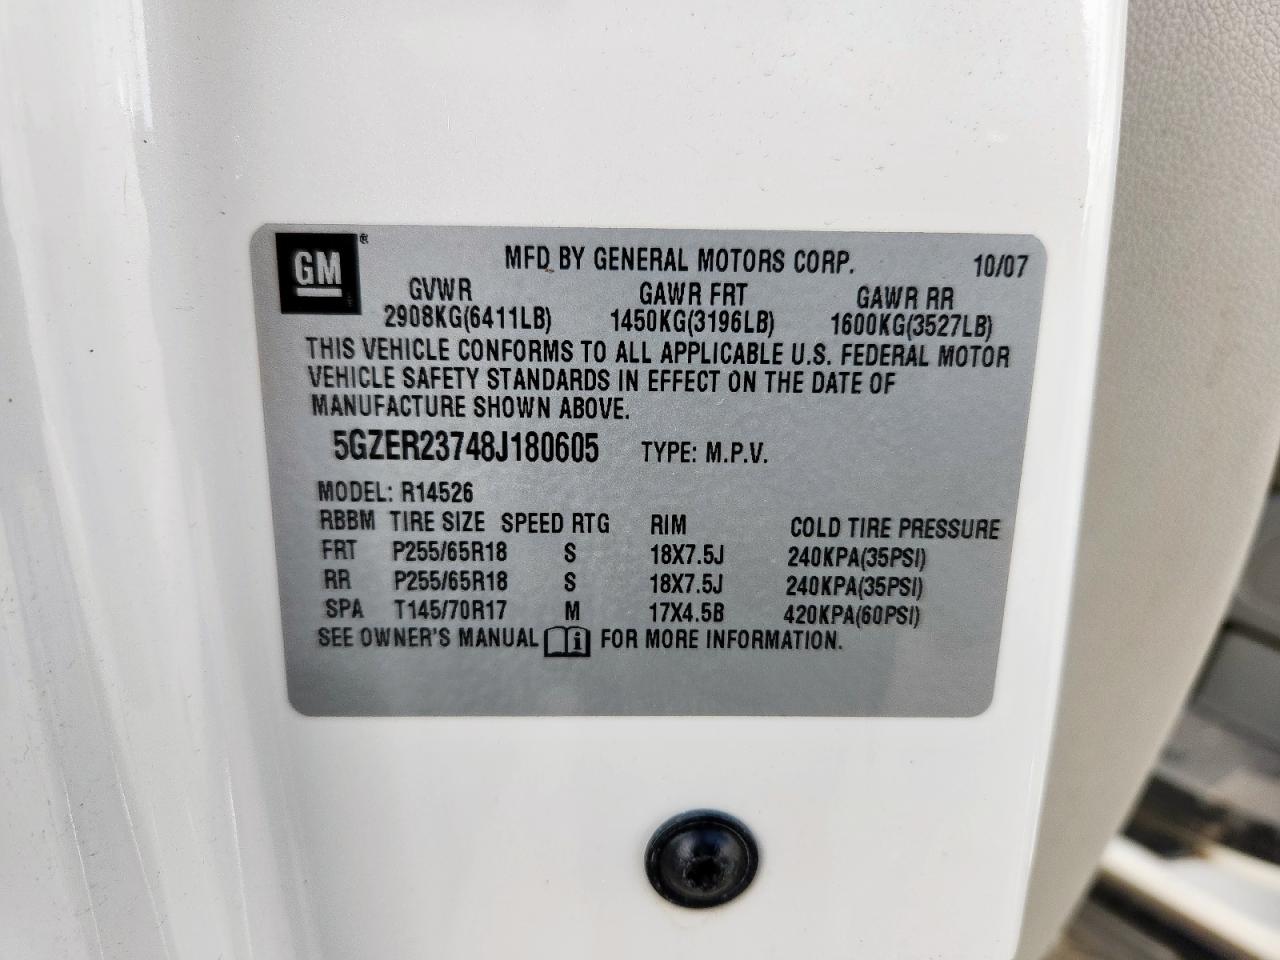 GM®
MFD BY GENERAL MOTORS CORP. 10/07
GVWR GAWR FRT GAWR RR
2908KG(6411LB) 1450KG(3196LB) 1600KG(3527LB)
THIS VEHICLE CONFORMS TO ALL APPLICABLE U.S. FEDERAL MOTOR
VEHICLE SAFETY STANDARDS IN EFFECT ON THE DATE OF
MANUFACTURE SHOWN ABOVE.
5GZER23748J180605 TYPE: M.P.V.
MODEL: R14526
RBBM TIRE SIZE SPEED RTG RIM COLD TIRE PRESSURE
FRT P255/65R18 S 18X7.5J 240KPA(35PSI)
RR P255/65R18 S 18X7.5J 240KPA(35PSI)
SPA T145/70R17 M 17X4.5B 420KPA(60PSI)
SEE OWNER'S MANUAL i FOR MORE INFORMATION.